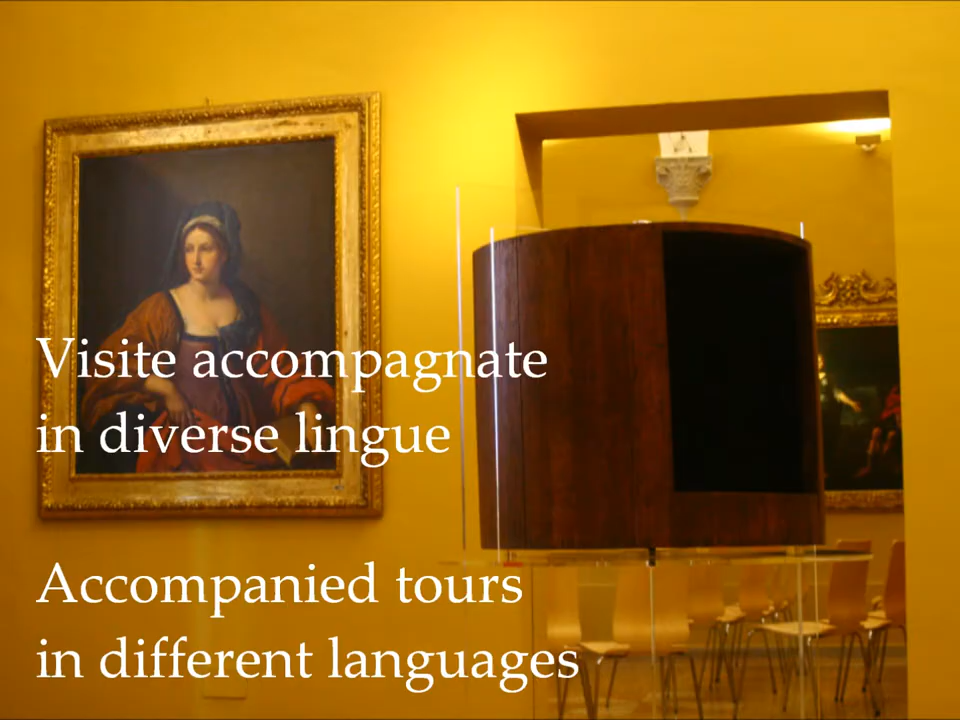 Visite accompagnate
in diverse lingue
Accompanied tours
in different languages